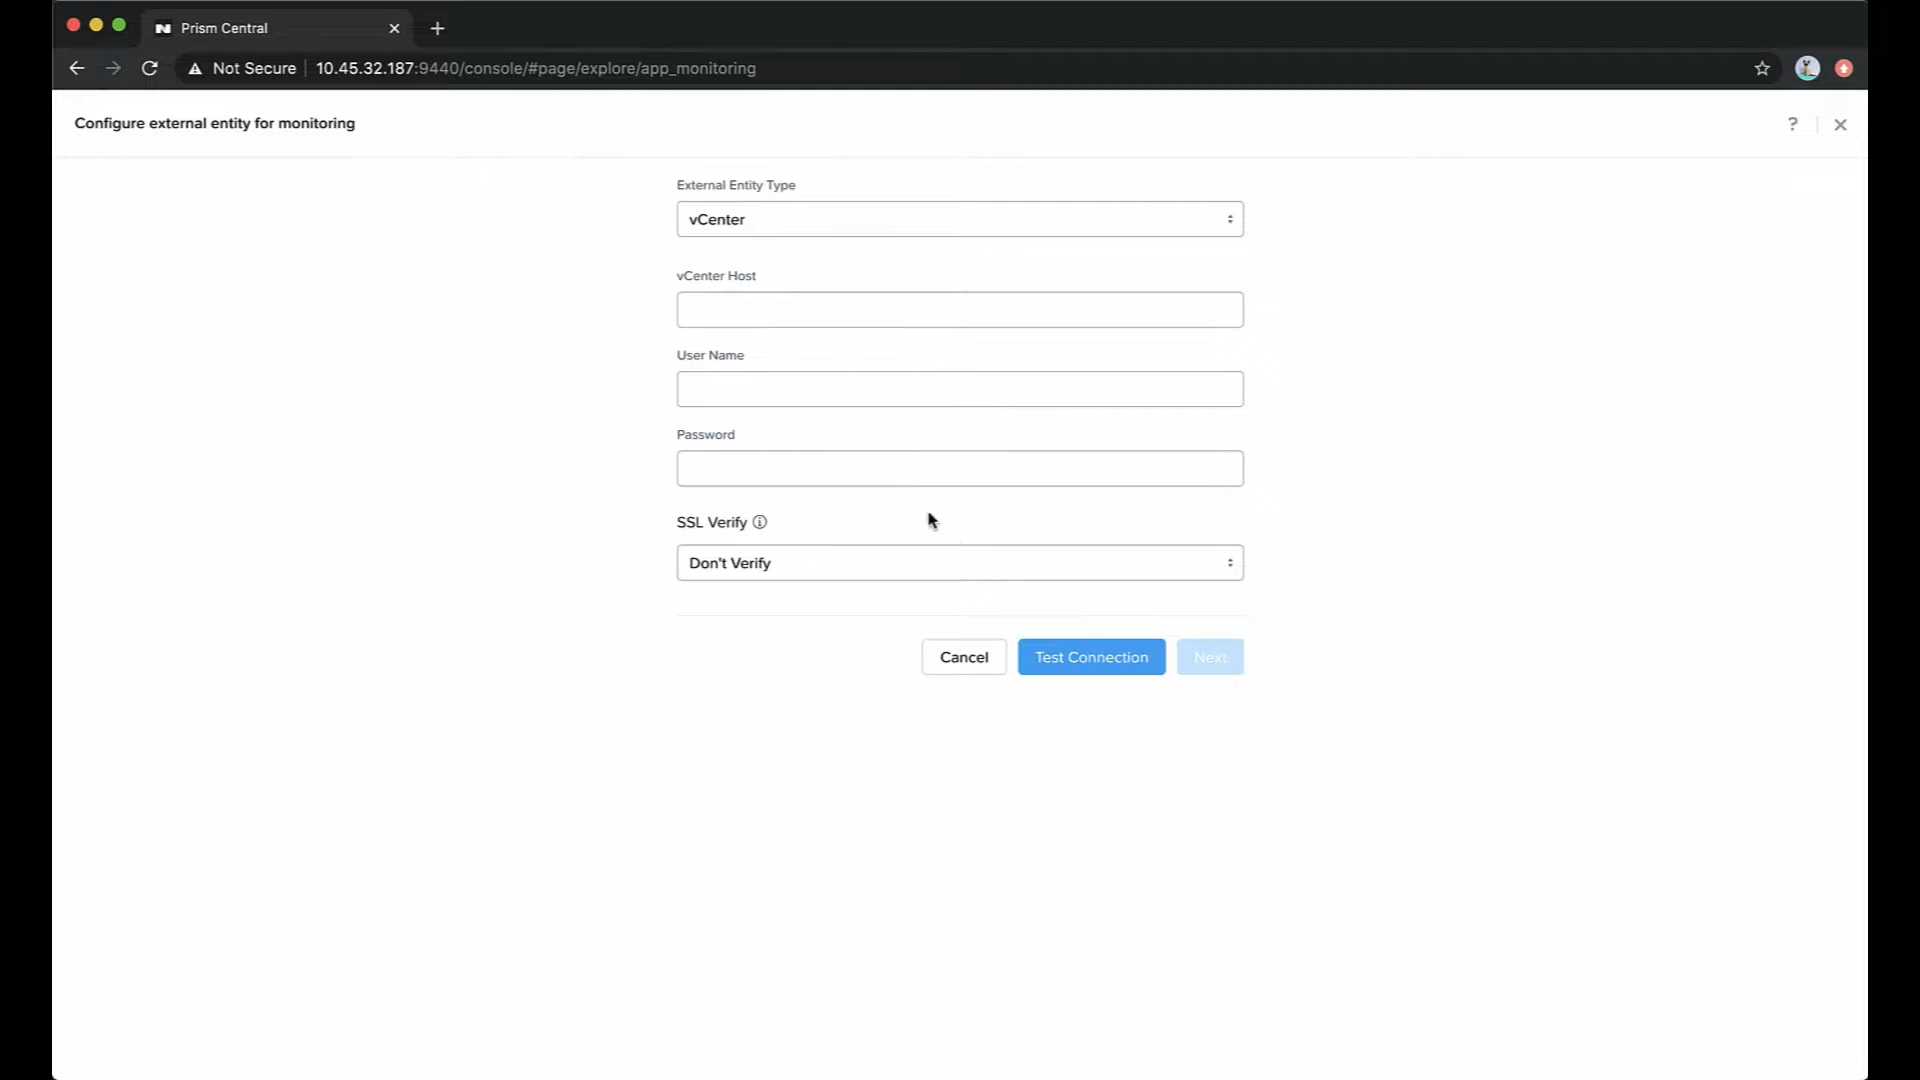 Prism Central
Not Secure 10.45.32.187:9440/console/#page/explore/app_monitoring
Configure external entity for monitoring
?
External Entity Type
vCenter
vCenter Host
User Name
Password
SSL Verify
Don't Verify
Cancel Test Connection Next